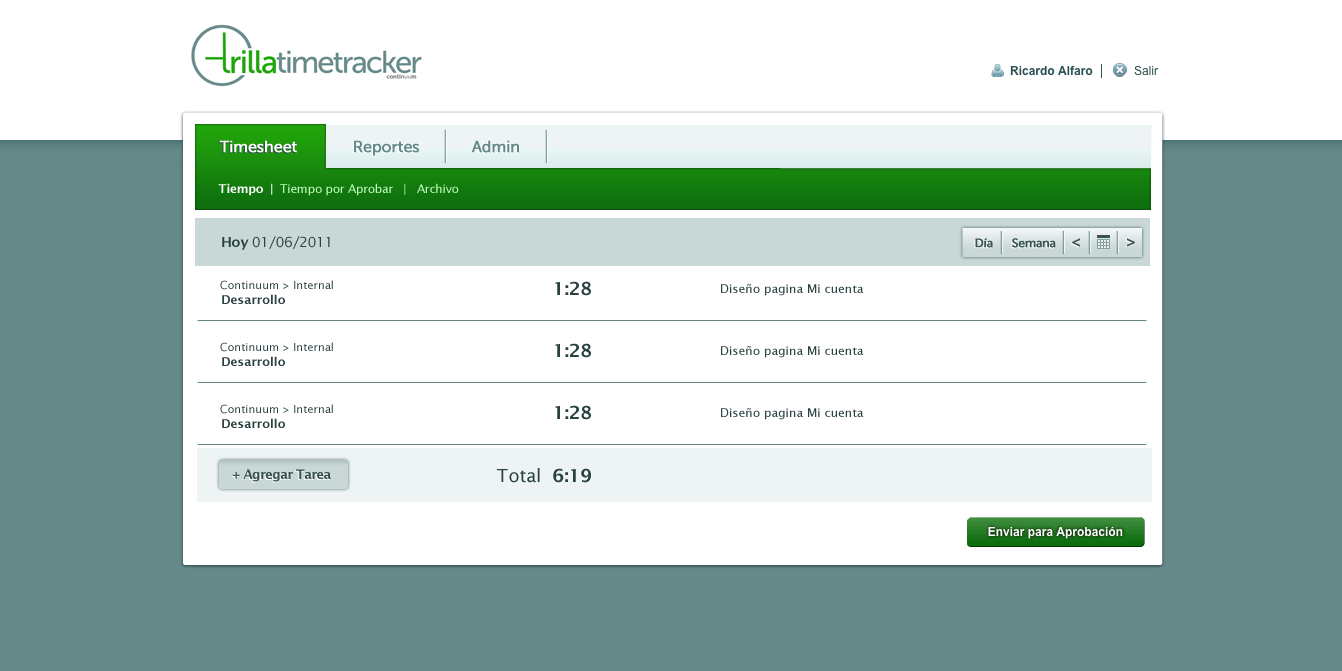 trillatimetracker
continuum
Ricardo Alfaro | Salir
Timesheet Reportes Admin
Tiempo | Tiempo por Aprobar | Archivo
Hoy 01/06/2011 Día Semana < >
Continuum > Internal
Desarrollo 1:28 Diseño pagina Mi cuenta
Continuum > Internal
Desarrollo 1:28 Diseño pagina Mi cuenta
Continuum > Internal
Desarrollo 1:28 Diseño pagina Mi cuenta
+ Agregar Tarea Total 6:19
Enviar para Aprobación